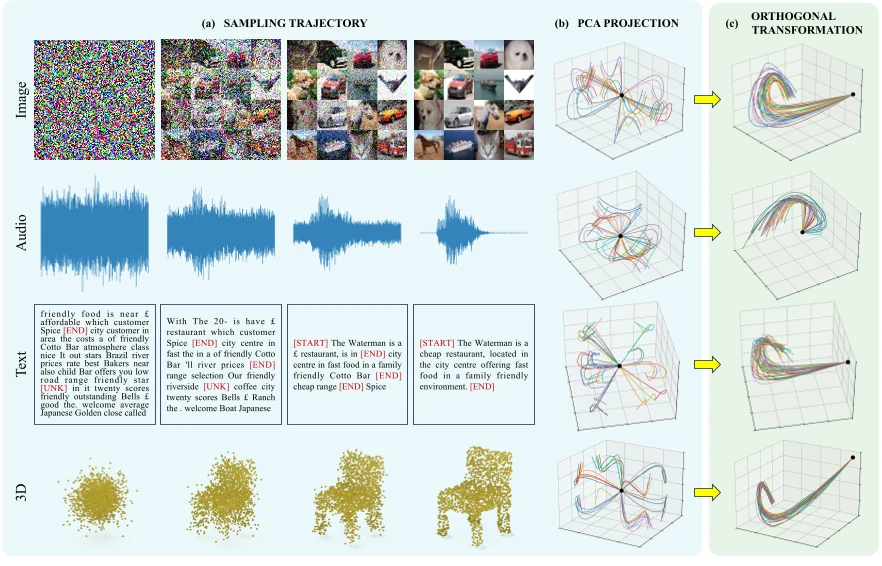 (a) SAMPLING TRAJECTORY
(b) PCA PROJECTION
(c) ORTHOGONAL
TRANSFORMATION
Image
Audio
Text
friendly food is near £
affordable which customer
Spice [END] city customer in
area the costs a of friendly
Cotto Bar atmosphere class
nice It out stars Brazil river
prices rate best Bakers near
also child Bar offers you low
road range friendly star
[UNK] in it twenty scores
friendly outstanding Bells £
good the. welcome average
Japanese Golden close called
With The 20- is have £
restaurant which customer
Spice [END] city centre in
fast the in a of friendly Cotto
Bar 'll river prices [END]
range selection Our friendly
riverside [UNK] coffee city
twenty scores Bells £ Ranch
the . welcome Boat Japanese
[START] The Waterman is a
£ restaurant, is in [END] city
centre in fast food in a family
friendly Cotto Bar [END]
cheap range [END] Spice
[START] The Waterman is a
cheap restaurant, located in
the city centre offering fast
food in a family friendly
environment. [END]
3D